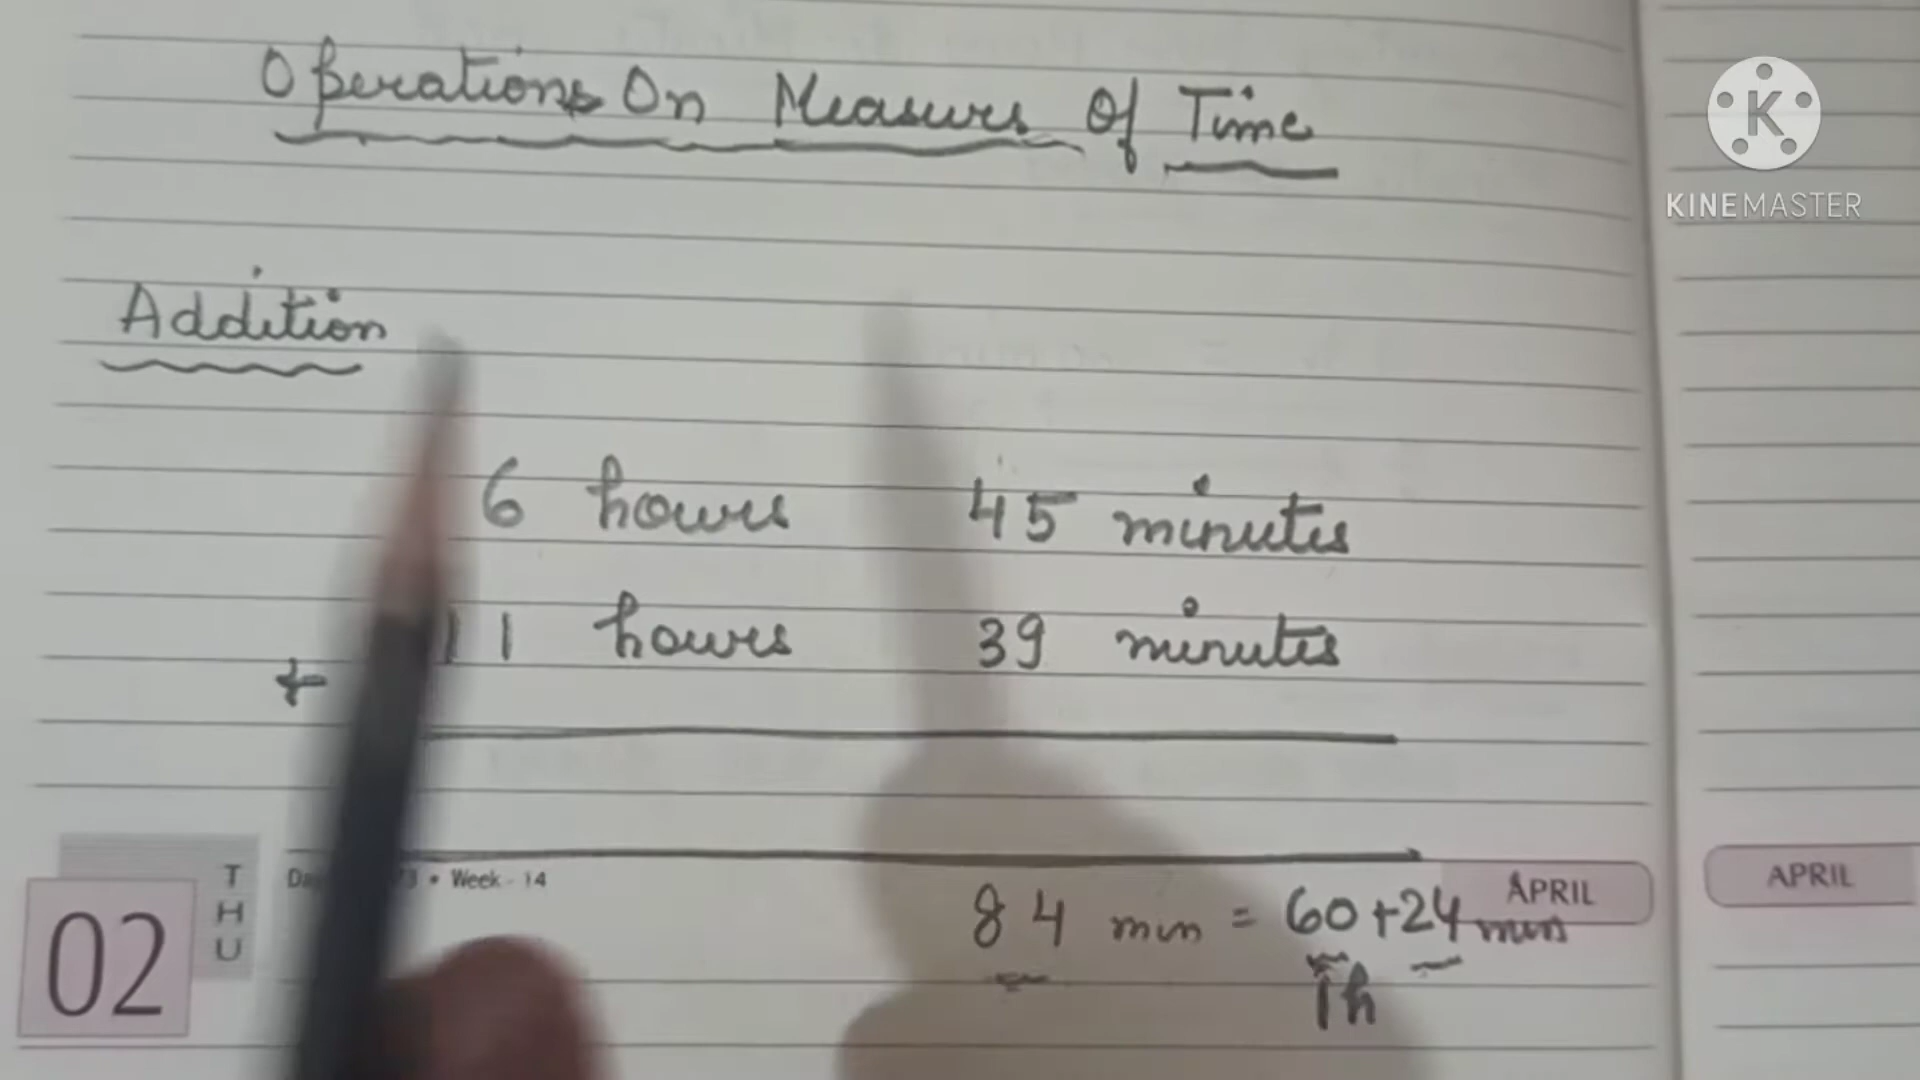 Operations On Measures Of Time
K
KINEMASTER
Addition
6 hours 45 minutes
11 hours 39 minutes
+
THU
Week - 14
APRIL
APRIL
02
84 min = 60+24 min
1h